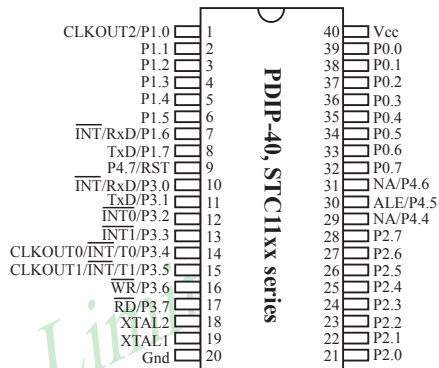 CLKOUT2/P1.0 1 40 Vcc
P1.1 2 39 P0.0
P1.2 3 38 P0.1
P1.3 4 37 P0.2
P1.4 5 36 P0.3
P1.5 6 35 P0.4
INT/RxD/P1.6 7 34 P0.5
TxD/P1.7 8 33 P0.6
P4.7/RST 9 32 P0.7
INT/RxD/P3.0 10 31 NA/P4.6
TxD/P3.1 11 30 ALE/P4.5
INT0/P3.2 12 29 NA/P4.4
INT1/P3.3 13 28 P2.7
CLKOUT0/INT/T0/P3.4 14 27 P2.6
CLKOUT1/INT/T1/P3.5 15 26 P2.5
WR/P3.6 16 25 P2.4
RD/P3.7 17 24 P2.3
XTAL2 18 23 P2.2
XTAL1 19 22 P2.1
Gnd 20 21 P2.0
PDIP-40, STC11xx series